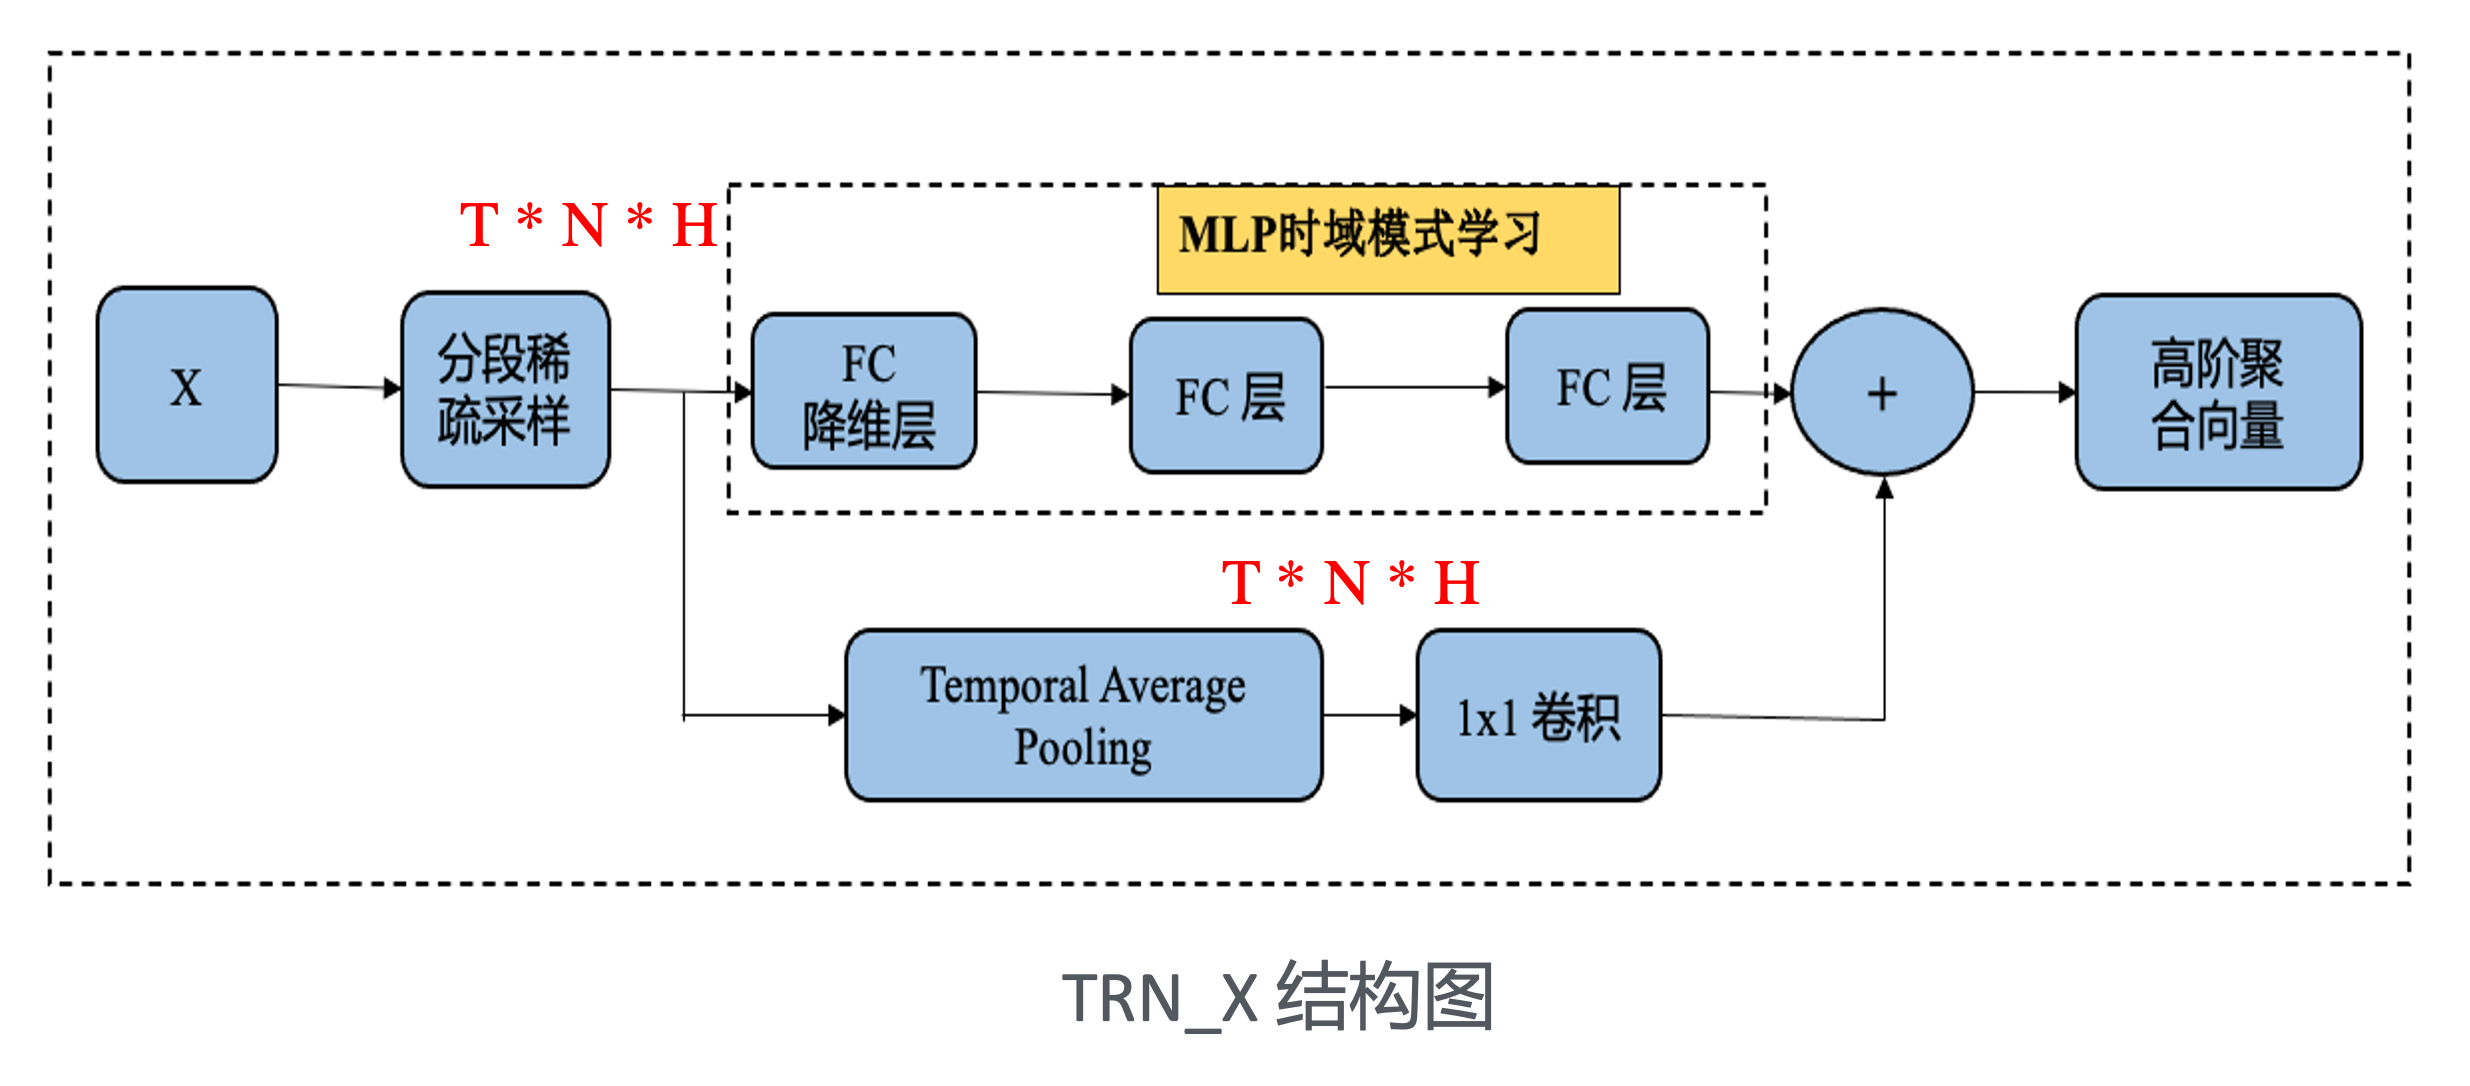 T * N * H
MLP时域模式学习
X
分段稀
疏采样
FC
降维层
FC 层
FC 层
+
高阶聚
合向量
T * N * H
Temporal Average
Pooling
1x1 卷积
TRN_X 结构图